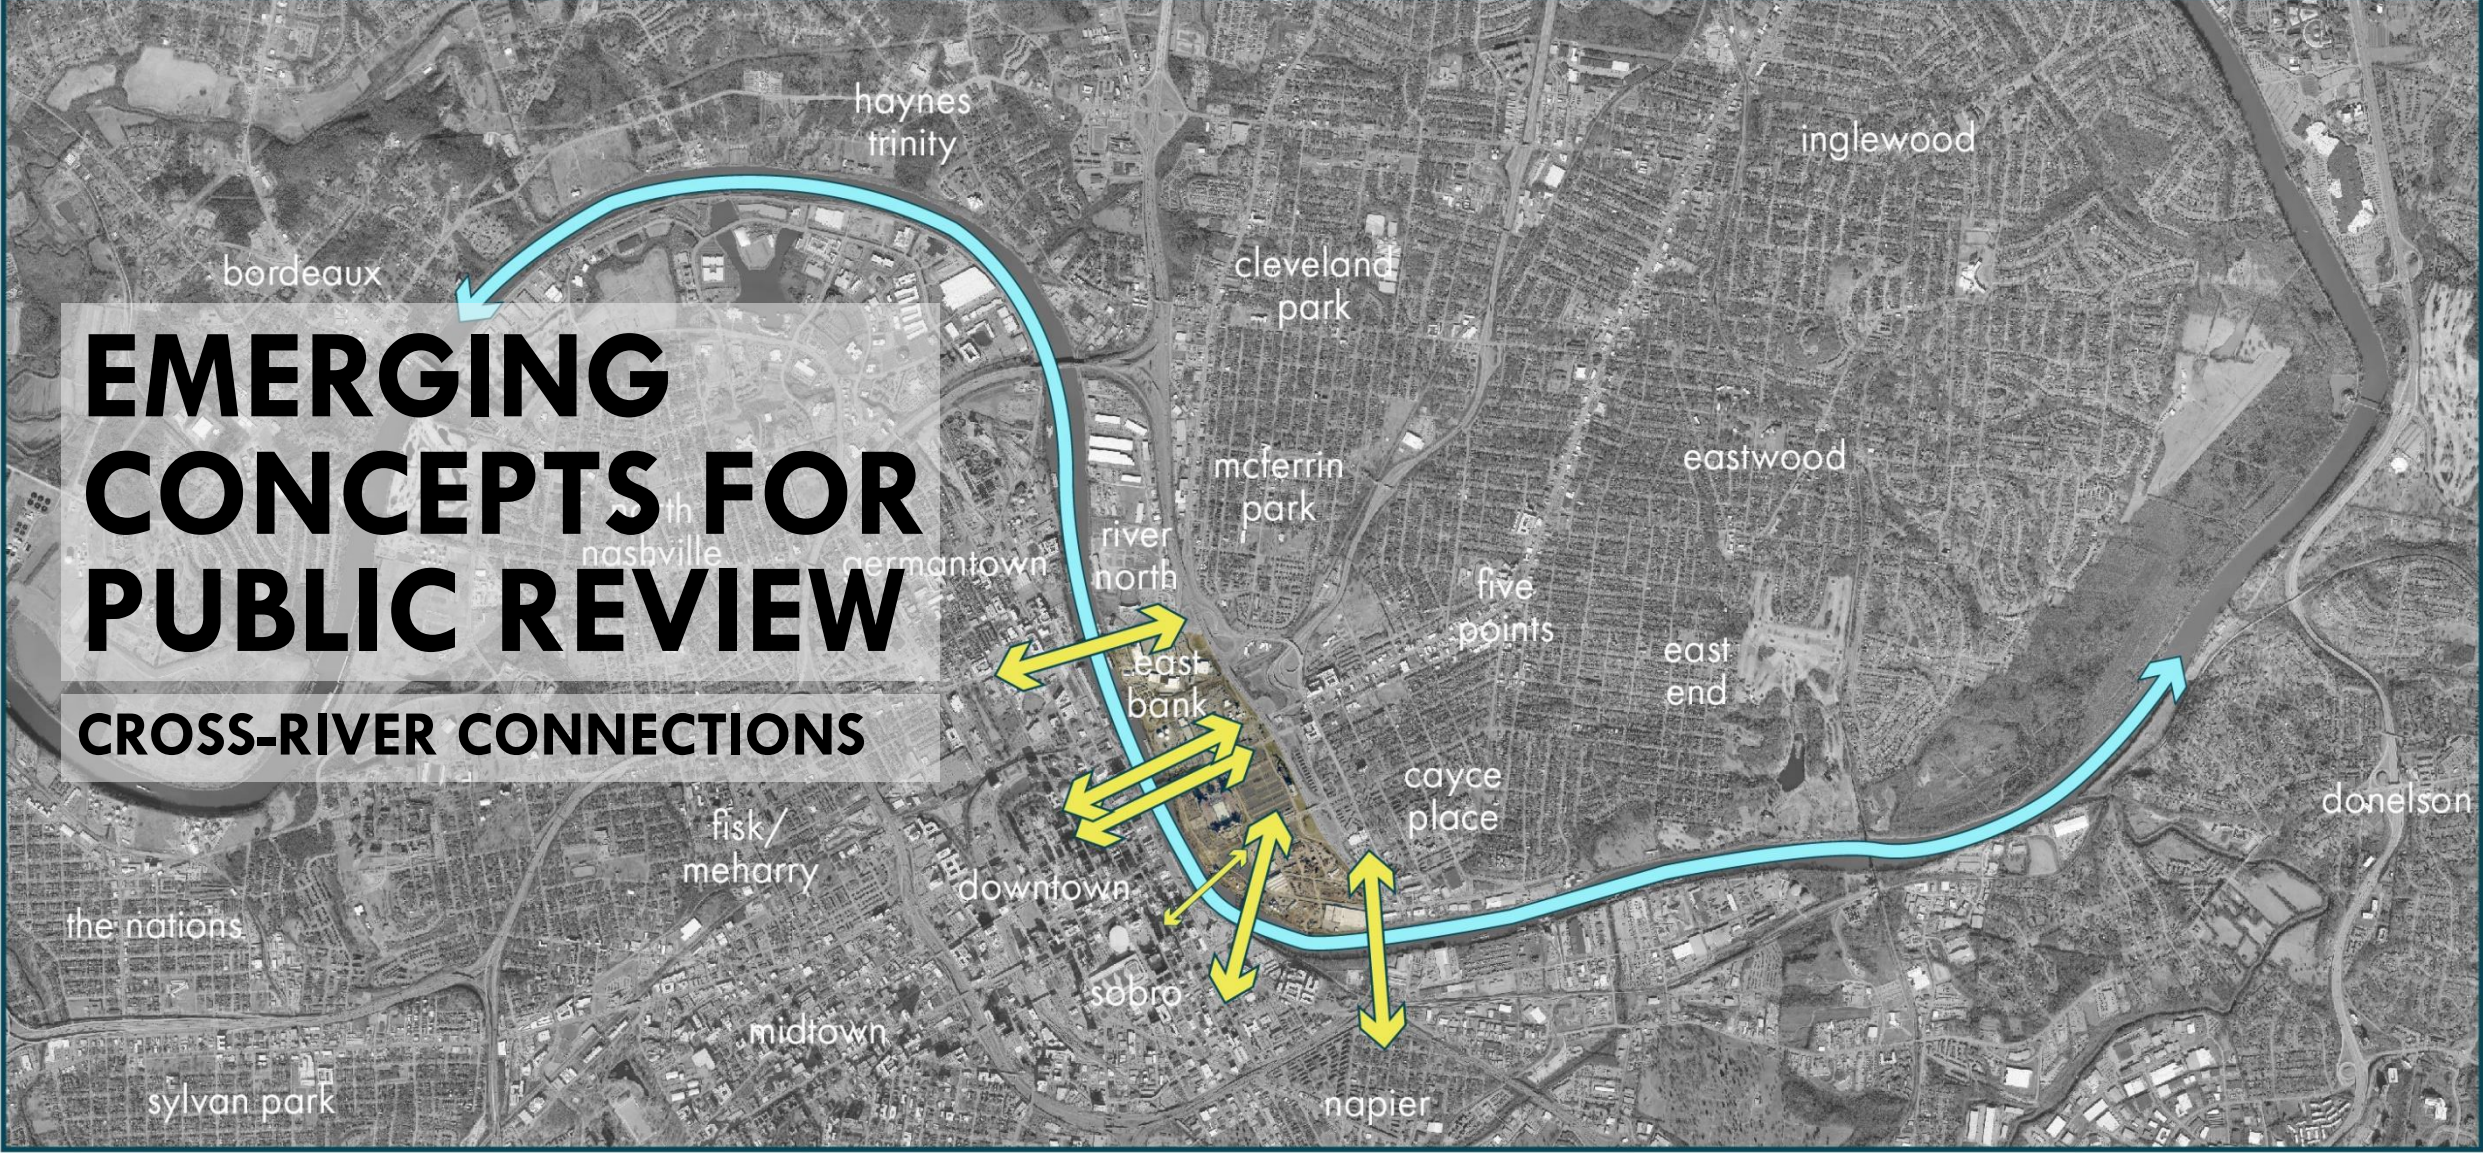 haynes
trinity
inglewood
bordeaux
cleveland
park
EMERGING
CONCEPTS FOR
PUBLIC REVIEW
CROSS-RIVER CONNECTIONS
north
nashville
germantown
river
north
mcferrin
park
eastwood
five
points
east
bank
east
end
cayce
place
donelson
fisk/
meharry
downtown
the nations
sobro
midtown
sylvan park
napier